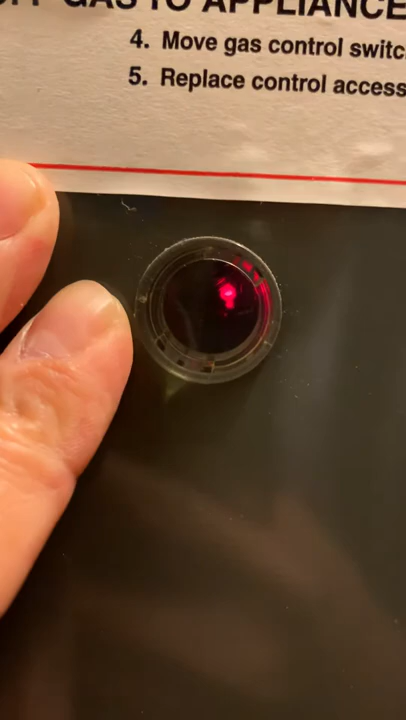 GAS TO APPLIANCE
4. Move gas control switc
5. Replace control access